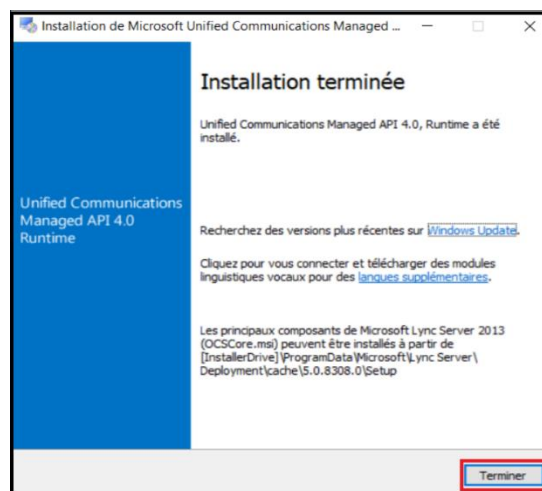 Installation de Microsoft Unified Communications Managed ...
Installation terminée
Unified Communications Managed API 4.0, Runtime a été
installé.
Unified Communications
Managed API 4.0
Runtime
Recherchez des versions plus récentes sur Windows Update.
Cliquez pour vous connecter et télécharger des modules
linguistiques vocaux pour des langues supplémentaires.
Les principaux composants de Microsoft Lync Server 2013
(OCSCore.msi) peuvent être installés à partir de
[InstallerDrive]\ProgramData\Microsoft\Lync Server\
Deployment\cache\5.0.8308.0\Setup
Terminer